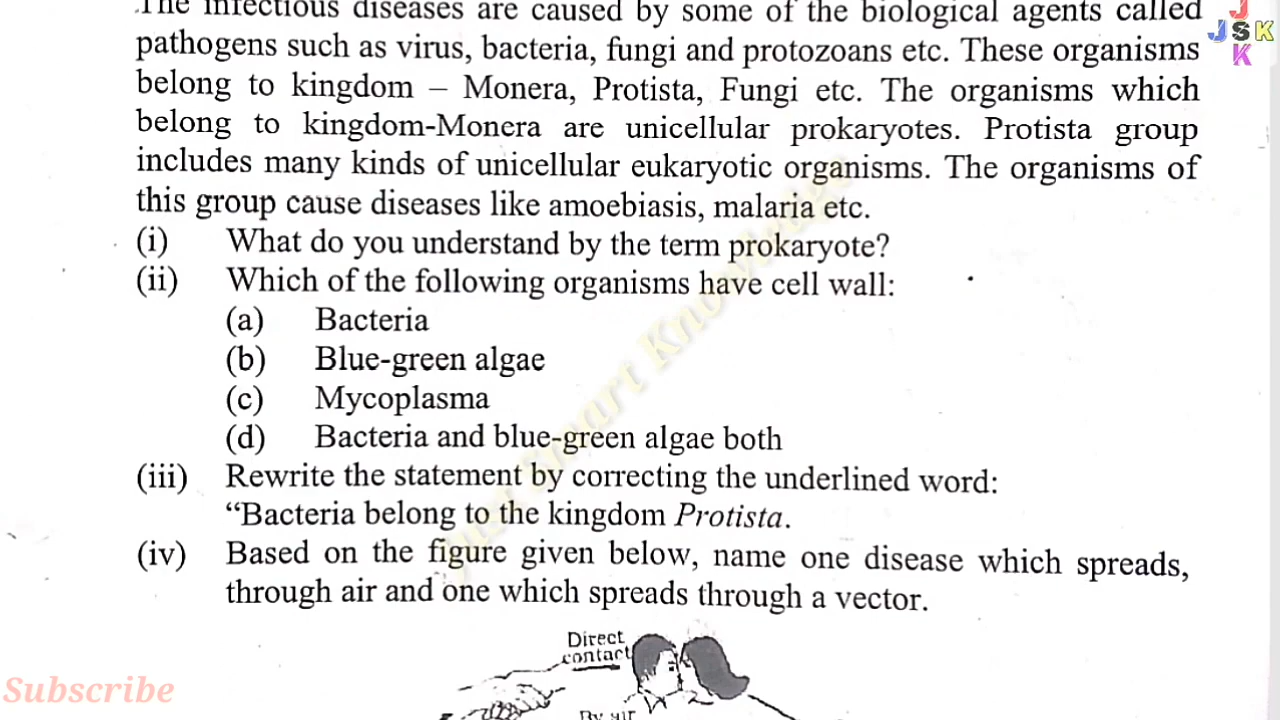 The infectious diseases are caused by some of the biological agents called
pathogens such as virus, bacteria, fungi and protozoans etc. These organisms
belong to kingdom – Monera, Protista, Fungi etc. The organisms which
belong to kingdom-Monera are unicellular prokaryotes. Protista group
includes many kinds of unicellular eukaryotic organisms. The organisms of
this group cause diseases like amoebiasis, malaria etc.
(i) What do you understand by the term prokaryote?
(ii) Which of the following organisms have cell wall:
(a) Bacteria
(b) Blue-green algae
(c) Mycoplasma
(d) Bacteria and blue-green algae both
(iii) Rewrite the statement by correcting the underlined word:
“Bacteria belong to the kingdom Protista.
(iv) Based on the figure given below, name one disease which spreads,
through air and one which spreads through a vector.
Direct
contact
By air
Just Smart Knowledge
Subscribe
J
JSK
K